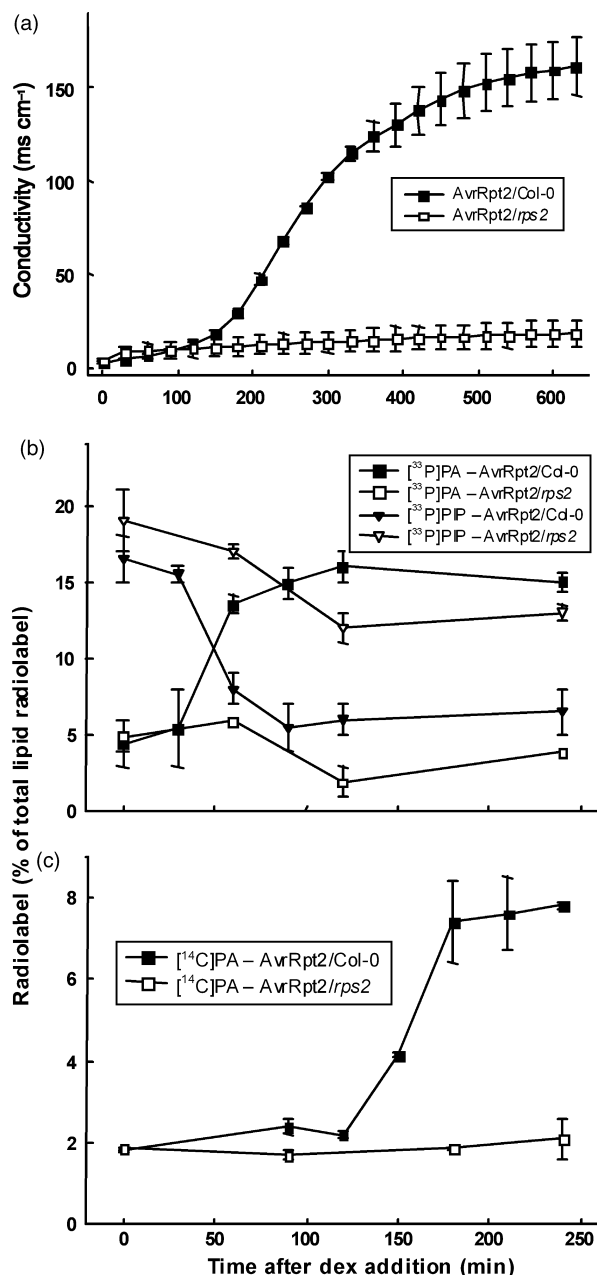 (a)
Conductivity (ms cm⁻¹)
150
100
50
0
AvrRpt2/Col-0
AvrRpt2/rps2
0 100 200 300 400 500 600
(b)
[³³P]PA – AvrRpt2/Col-0
[³³P]PA – AvrRpt2/rps2
[³³P]PIP – AvrRpt2/Col-0
[³³P]PIP – AvrRpt2/rps2
20
15
10
5
0
Radiolabel (% of total lipid radiolabel)
(c)
8
6
4
2
0
[¹⁴C]PA – AvrRpt2/Col-0
[¹⁴C]PA – AvrRpt2/rps2
0 50 100 150 200 250
Time after dex addition (min)